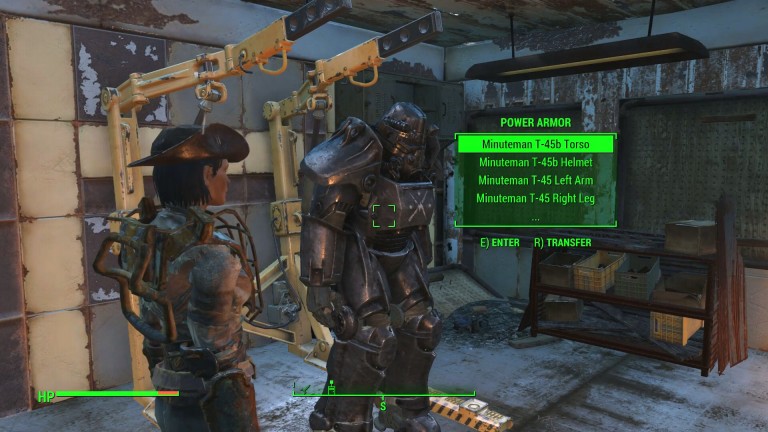 POWER ARMOR
Minuteman T-45b Torso
Minuteman T-45b Helmet
Minuteman T-45 Left Arm
Minuteman T-45 Right Leg
...
E) ENTER R) TRANSFER
HP
S